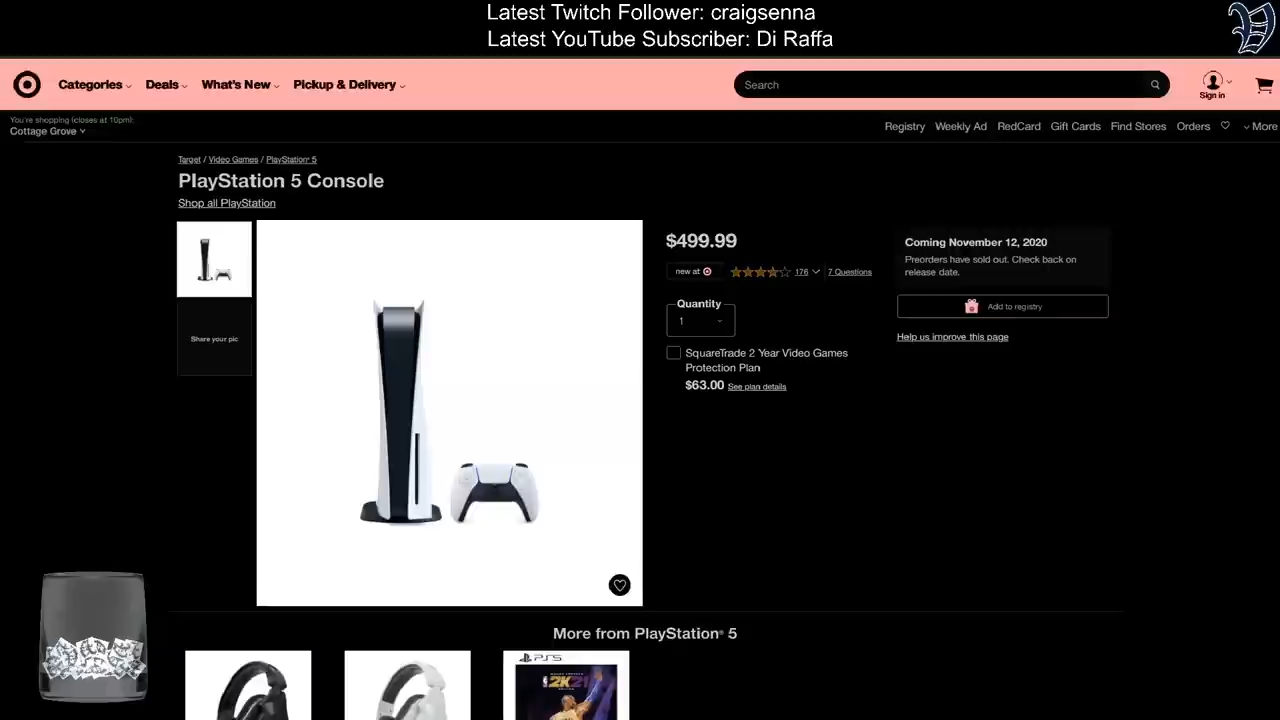 Latest Twitch Follower: craigsenna
Latest YouTube Subscriber: Di Raffa
Categories Deals What's New Pickup & Delivery
Search
Sign in
You're shopping (closes at 10pm):
Cottage Grove
Registry Weekly Ad RedCard Gift Cards Find Stores Orders More
Target / Video Games / PlayStation 5
PlayStation 5 Console
Shop all PlayStation
Share your pic
$499.99
new at
176
7 Questions
Quantity
1
SquareTrade 2 Year Video Games
Protection Plan
$63.00 See plan details
Coming November 12, 2020
Preorders have sold out. Check back on
release date.
Add to registry
Help us improve this page
More from PlayStation® 5
PS5
2K21